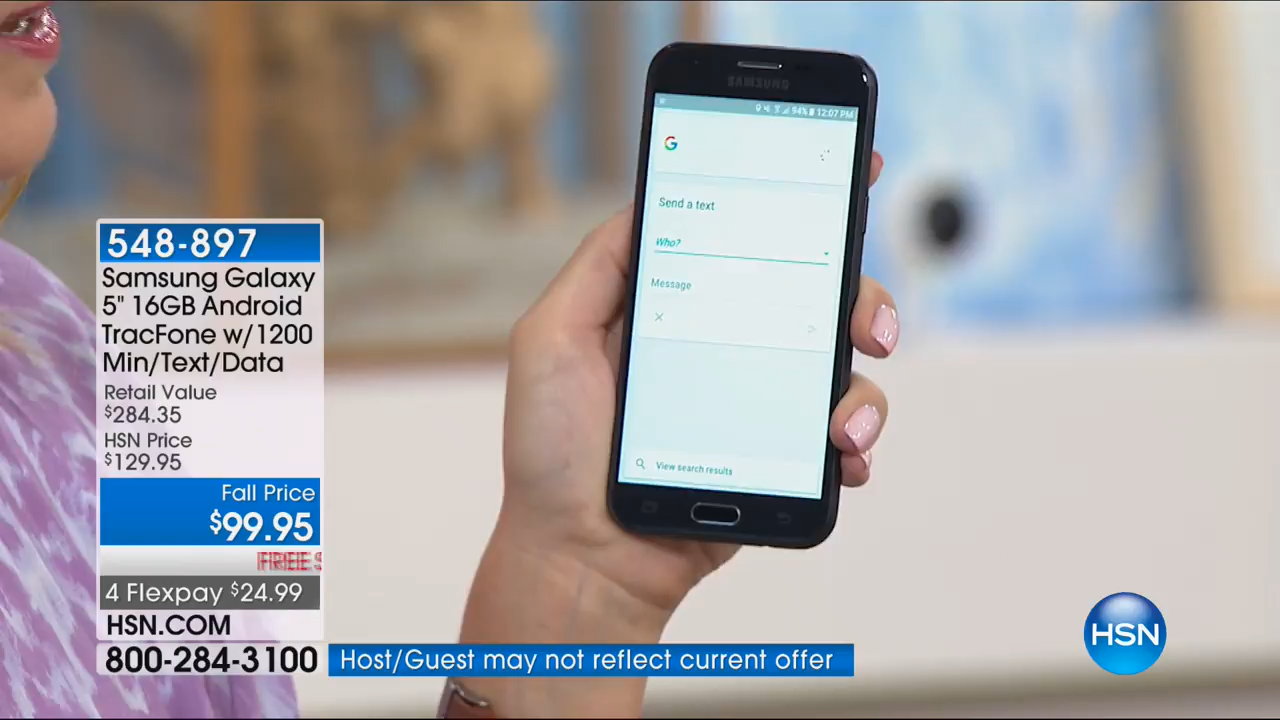 548-897
Samsung Galaxy
5" 16GB Android
TracFone w/1200
Min/Text/Data
Retail Value
$284.35
HSN Price
$129.95
Fall Price
$99.95
FREE S
4 Flexpay $24.99
HSN.COM
800-284-3100
Host/Guest may not reflect current offer
SAMSUNG
94% 12:07 PM
G
Send a text
Who?
Message
View search results
HSN